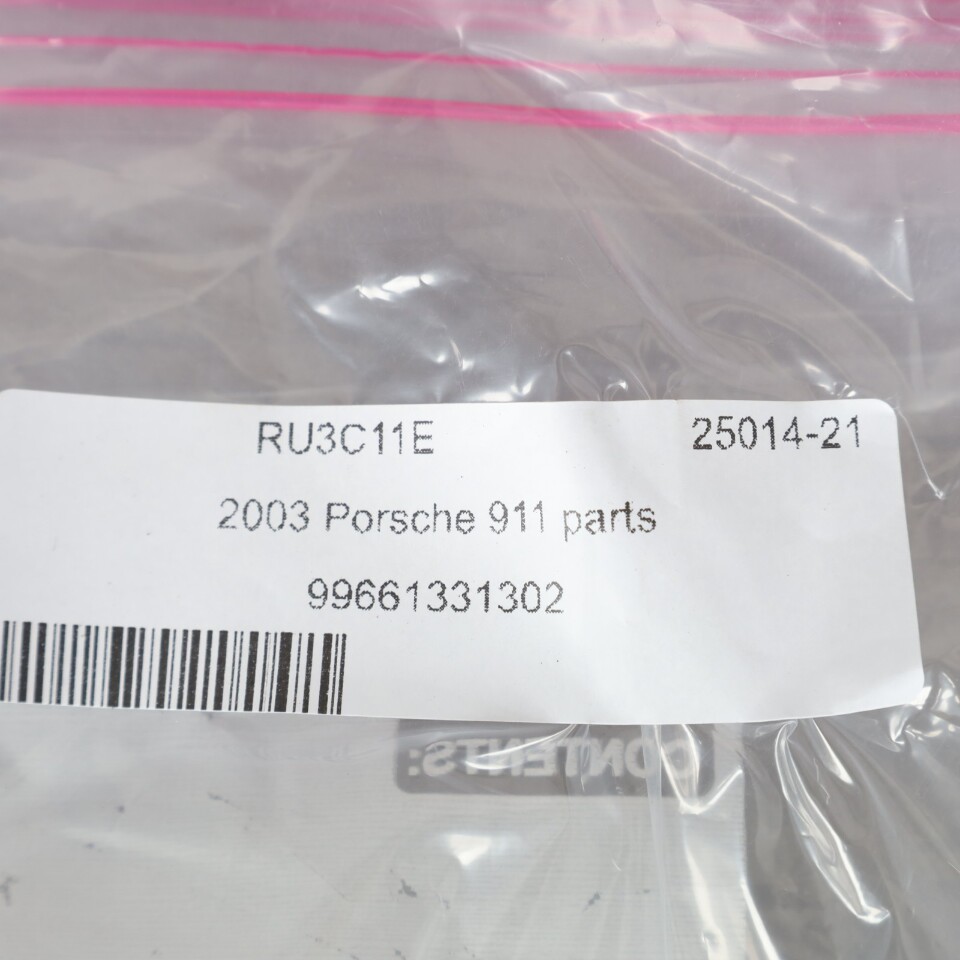 RU3C11E 25014-21
2003 Porsche 911 parts
99661331302
CONTENTS: